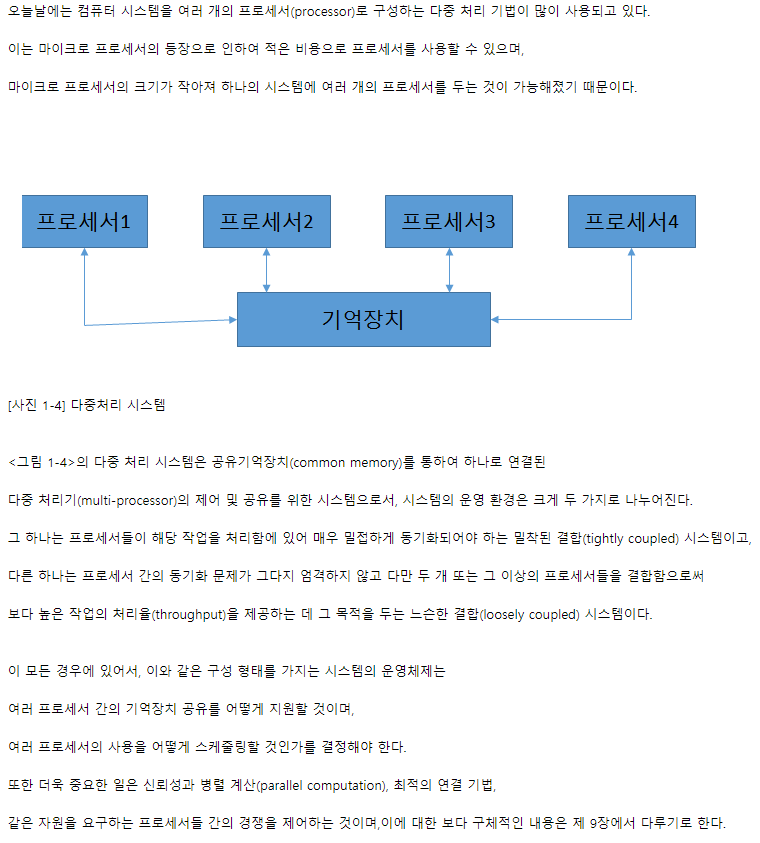 오늘날에는 컴퓨터 시스템을 여러 개의 프로세서(processor)로 구성하는 다중 처리 기법이 많이 사용되고 있다.
이는 마이크로 프로세서의 등장으로 인하여 적은 비용으로 프로세서를 사용할 수 있으며,
마이크로 프로세서의 크기가 작아져 하나의 시스템에 여러 개의 프로세서를 두는 것이 가능해졌기 때문이다.
프로세서1 프로세서2 프로세서3 프로세서4
기억장치
[사진 1-4] 다중처리 시스템
<그림 1-4>의 다중 처리 시스템은 공유기억장치(common memory)를 통하여 하나로 연결된
다중 처리기(multi-processor)의 제어 및 공유를 위한 시스템으로서, 시스템의 운영 환경은 크게 두 가지로 나누어진다.
그 하나는 프로세서들이 해당 작업을 처리함에 있어 매우 밀접하게 동기화되어야 하는 밀착된 결합(tightly coupled) 시스템이고,
다른 하나는 프로세서 간의 동기화 문제가 그다지 엄격하지 않고 다만 두 개 또는 그 이상의 프로세서들을 결합함으로써
보다 높은 작업의 처리율(throughput)을 제공하는 데 그 목적을 두는 느슨한 결합(loosely coupled) 시스템이다.
이 모든 경우에 있어서, 이와 같은 구성 형태를 가지는 시스템의 운영체제는
여러 프로세서 간의 기억장치 공유를 어떻게 지원할 것이며,
여러 프로세서의 사용을 어떻게 스케줄링할 것인가를 결정해야 한다.
또한 더욱 중요한 일은 신뢰성과 병렬 계산(parallel computation), 최적의 연결 기법,
같은 자원을 요구하는 프로세서들 간의 경쟁을 제어하는 것이며,이에 대한 보다 구체적인 내용은 제 9장에서 다루기로 한다.